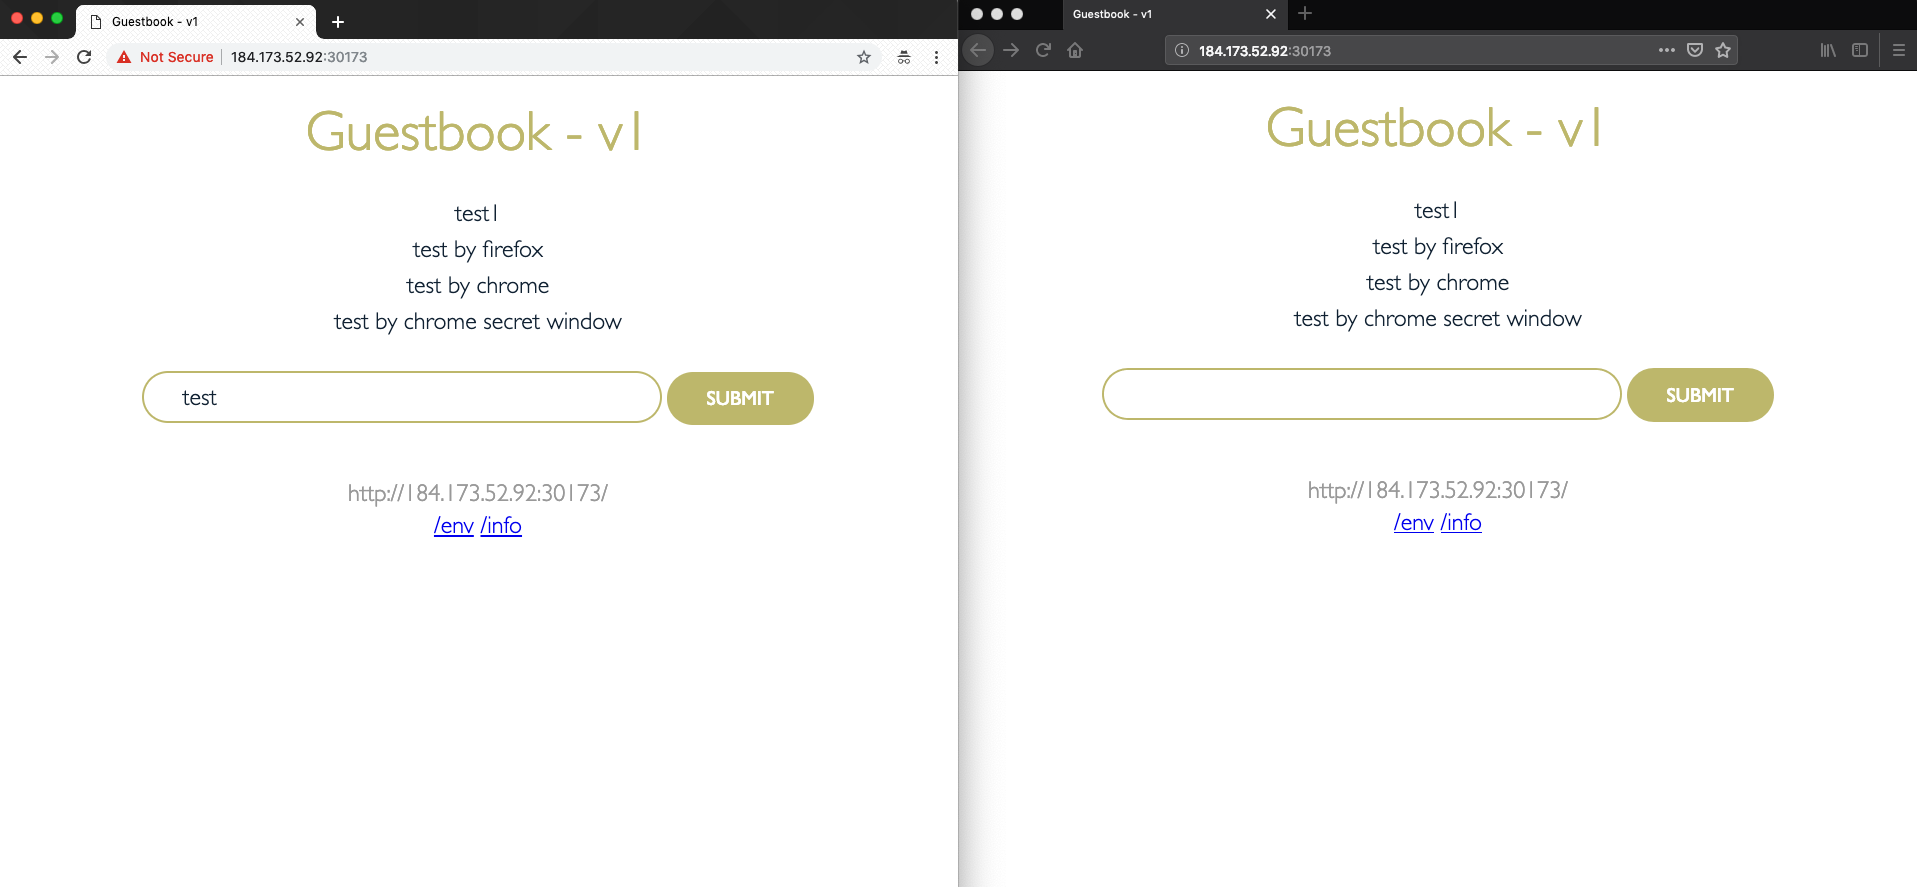 Guestbook - v1
Not Secure 184.173.52.92:30173
Guestbook - v1
test1
test by firefox
test by chrome
test by chrome secret window
test SUBMIT
http://184.173.52.92:30173/
/env /info
Guestbook - v1
184.173.52.92:30173
Guestbook - v1
test1
test by firefox
test by chrome
test by chrome secret window
SUBMIT
http://184.173.52.92:30173/
/env /info